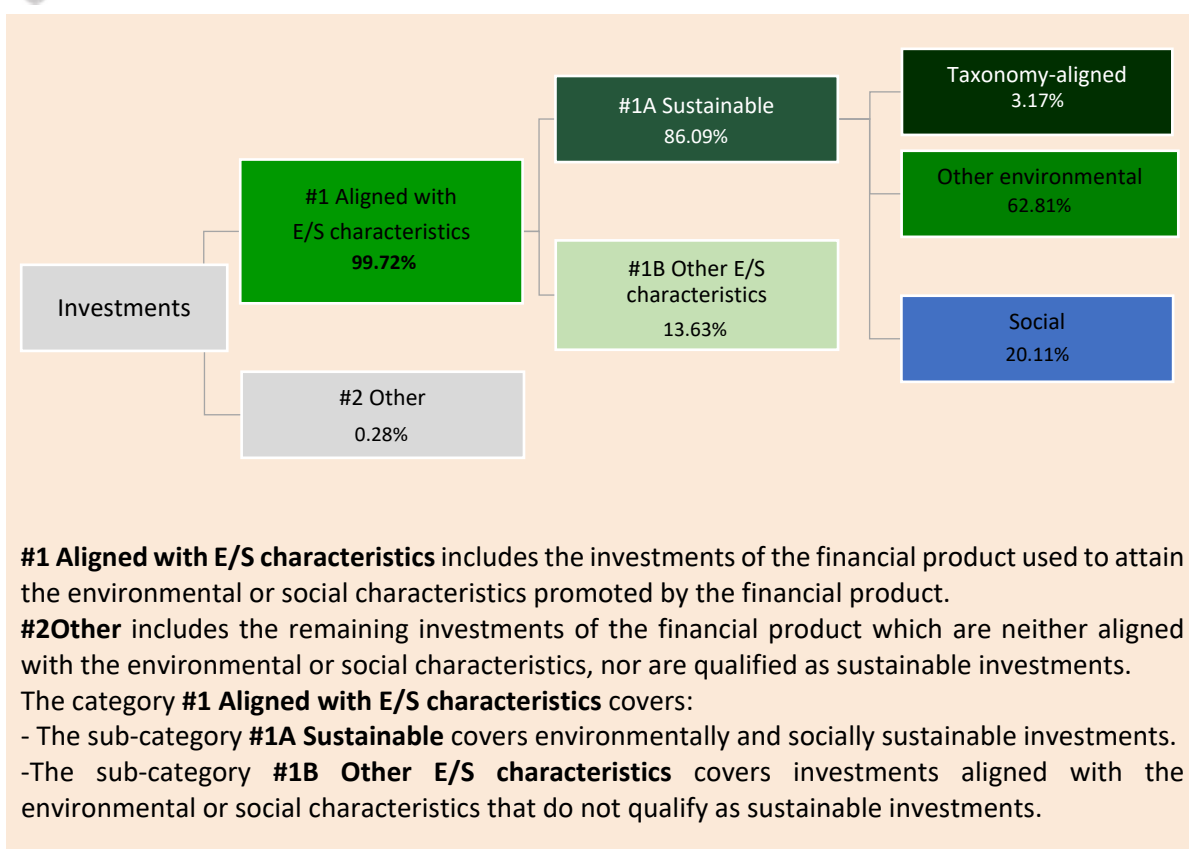 Investments
#1 Aligned with
E/S characteristics
99.72%
#2 Other
0.28%
#1A Sustainable
86.09%
#1B Other E/S
characteristics
13.63%
Taxonomy-aligned
3.17%
Other environmental
62.81%
Social
20.11%
#1 Aligned with E/S characteristics includes the investments of the financial product used to attain
the environmental or social characteristics promoted by the financial product.
#2Other includes the remaining investments of the financial product which are neither aligned
with the environmental or social characteristics, nor are qualified as sustainable investments.
The category #1 Aligned with E/S characteristics covers:
- The sub-category #1A Sustainable covers environmentally and socially sustainable investments.
-The sub-category #1B Other E/S characteristics covers investments aligned with the
environmental or social characteristics that do not qualify as sustainable investments.